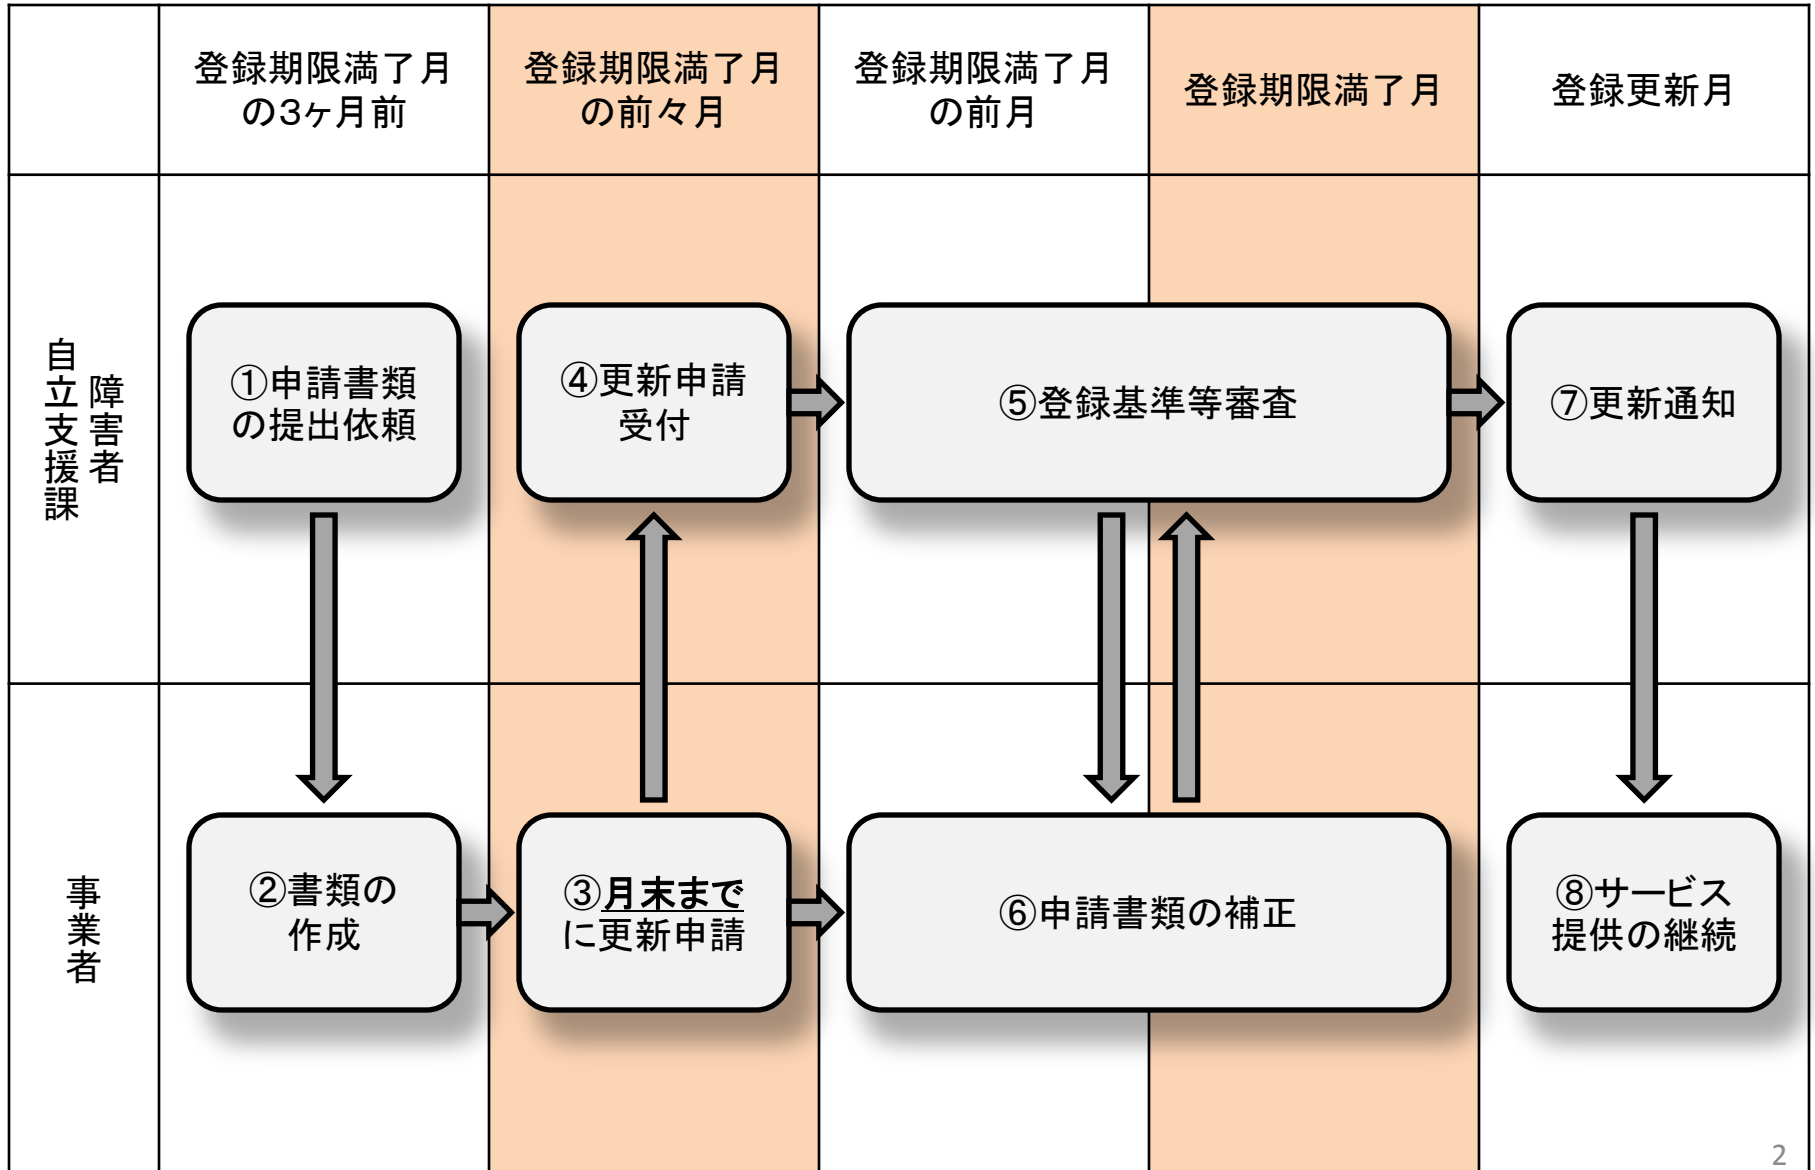 登録期限満了月
の3ヶ月前
登録期限満了月
の前々月
登録期限満了月
の前月
登録期限満了月
登録更新月
障害者
自立支援課
①申請書類
の提出依頼
④更新申請
受付
⑤登録基準等審査
⑦更新通知
事業者
②書類の
作成
③月末まで
に更新申請
⑥申請書類の補正
⑧サービス
提供の継続
2